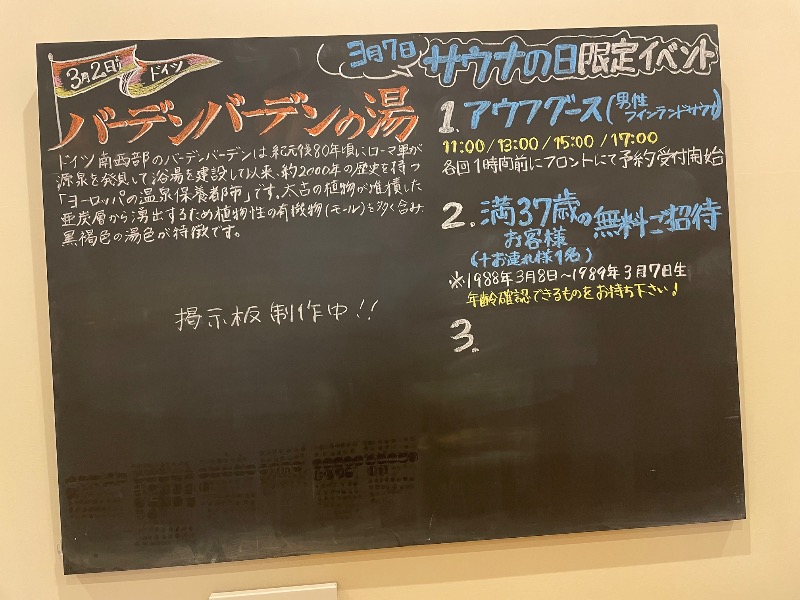 3月2日(月)
ドイツ
バーデンバーデンの湯
ドイツ南西部のバーデンバーデンは、紀元後80年頃にローマ軍が
源泉を発見して浴場を建設して以来、約2000年の歴史を持つ
「ヨーロッパの温泉保養都市」です。太古の植物が堆積した
亜炭層から湧出するため植物性の有機物(モール)を多く含み、
黒褐色の湯色が特徴です。
掲示板制作中!!
3月7日
サウナの日限定イベント
1. アウフグース(男性
フィンランドサウナ)
11:00/13:00/15:00/17:00
各回1時間前にフロントにて予約受付開始
2. 満37歳の
お客様
(+お連れ様1名)
無料ご招待
※1988年3月8日~1989年3月7日生
年齢確認できるものをお持ち下さい!
3.